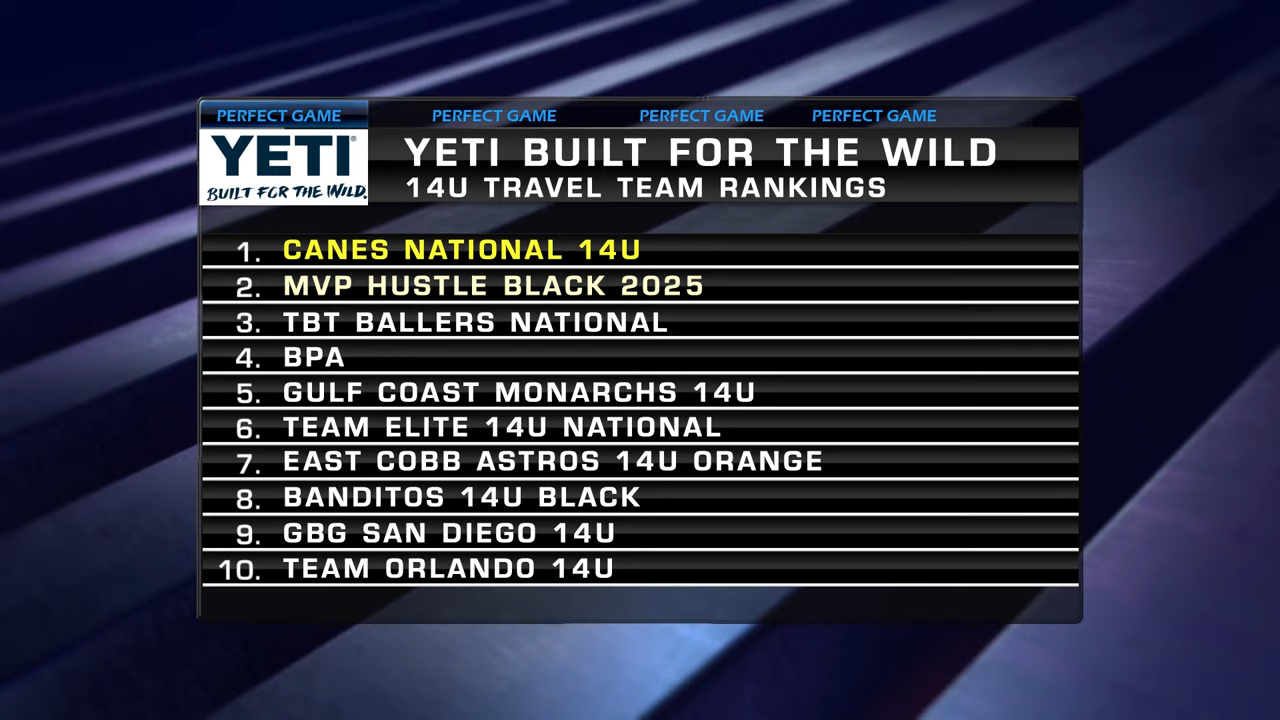 PERFECT GAME PERFECT GAME PERFECT GAME PERFECT GAME
YETI®
BUILT FOR THE WILD.
YETI BUILT FOR THE WILD
14U TRAVEL TEAM RANKINGS
1. CANES NATIONAL 14U
2. MVP HUSTLE BLACK 2025
3. TBT BALLERS NATIONAL
4. BPA
5. GULF COAST MONARCHS 14U
6. TEAM ELITE 14U NATIONAL
7. EAST COBB ASTROS 14U ORANGE
8. BANDITOS 14U BLACK
9. GBG SAN DIEGO 14U
10. TEAM ORLANDO 14U